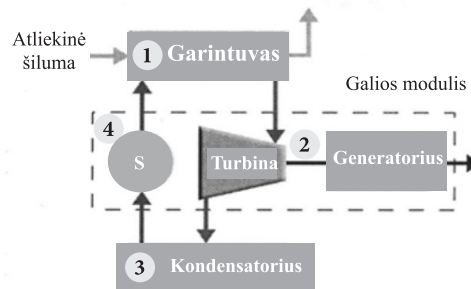 Atliekinė
šiluma
1 Garintuvas
Galios modulis
4
S
Turbina
2
Generatorius
3 Kondensatorius